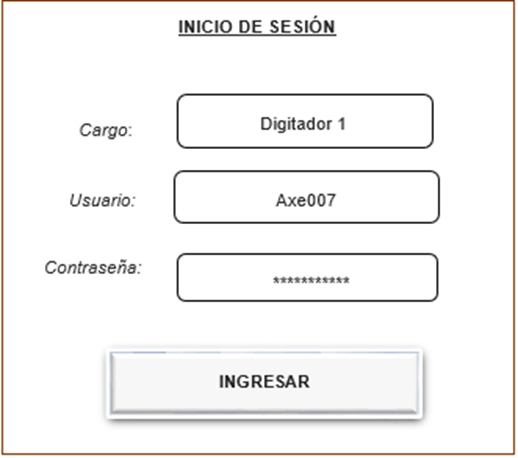 INICIO DE SESIÓN
Cargo: Digitador 1
Usuario: Axe007
Contraseña: ***********
INGRESAR